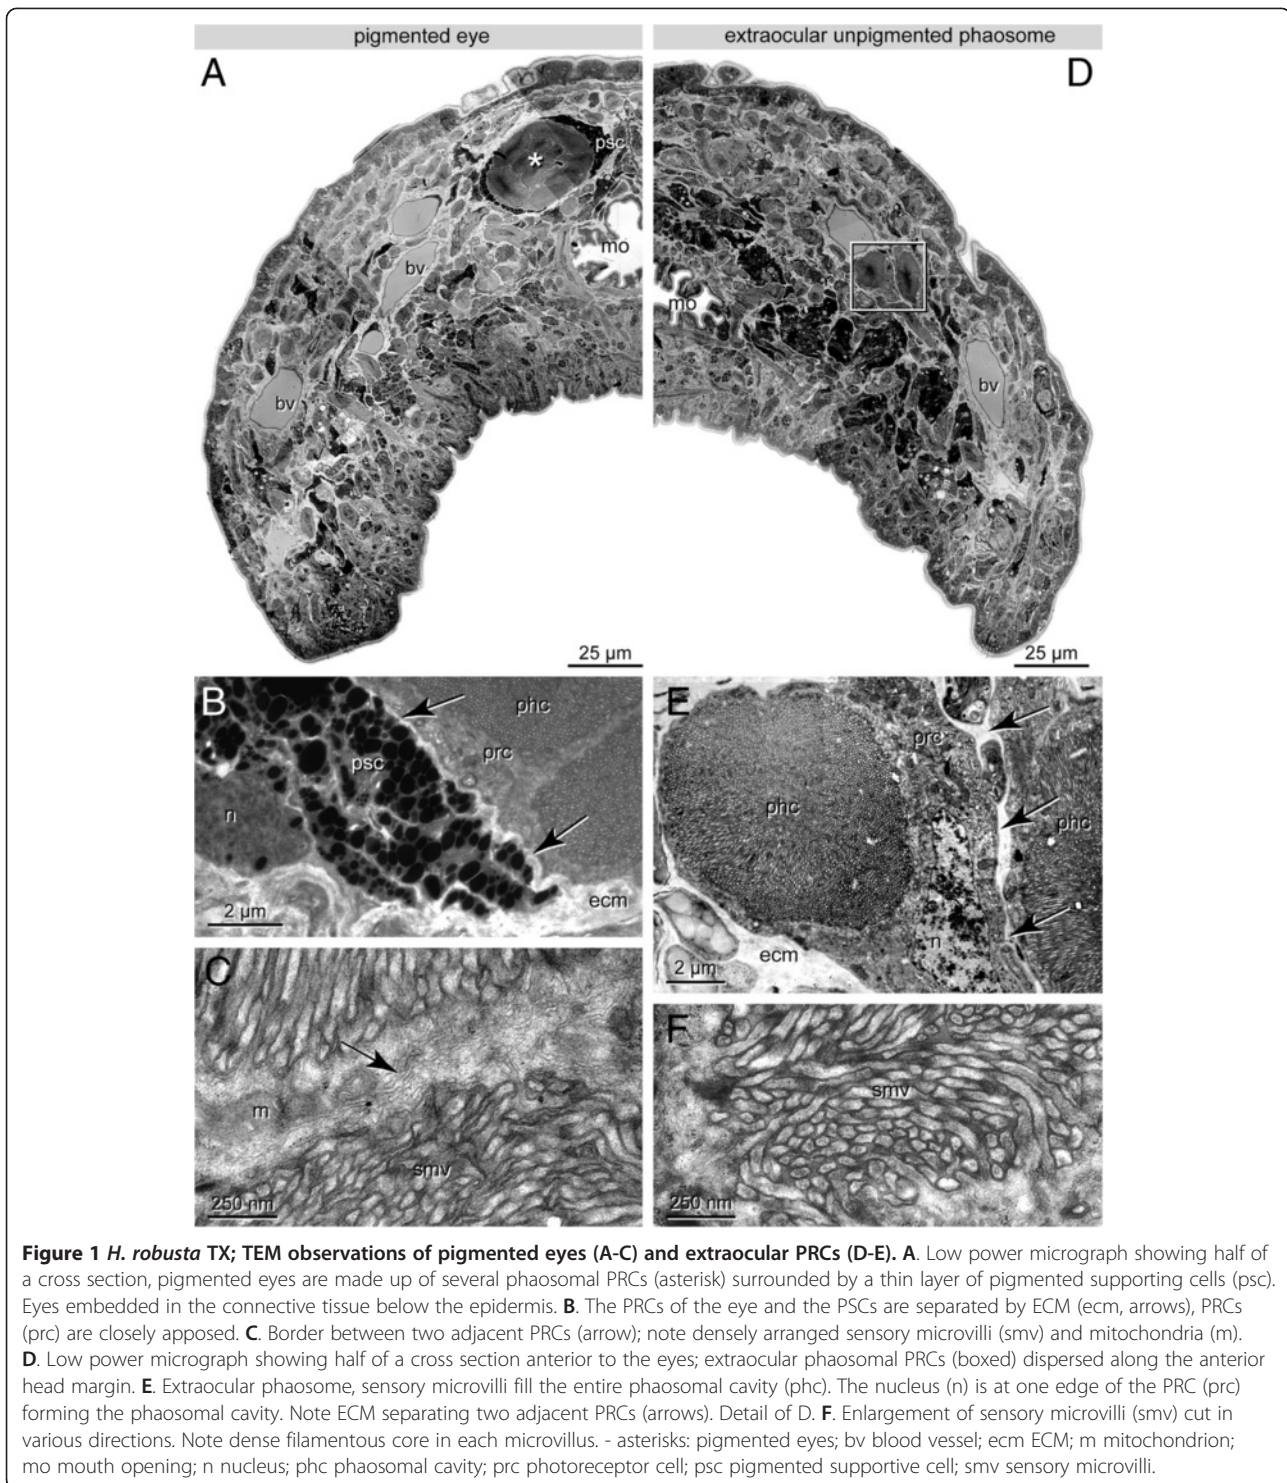 pigmented eye
extraocular unpigmented phaosome
A
D
psc
*
mo
bv
bv
25 µm
mo
bv
25 µm
B
phc
prc
psc
n
ecm
2 µm
E
prc
phc
phc
n
ecm
2 µm
C
m
smv
250 nm
F
smv
250 nm
Figure 1 H. robusta TX; TEM observations of pigmented eyes (A-C) and extraocular PRCs (D-E). A. Low power micrograph showing half of
a cross section, pigmented eyes are made up of several phaosomal PRCs (asterisk) surrounded by a thin layer of pigmented supporting cells (psc).
Eyes embedded in the connective tissue below the epidermis. B. The PRCs of the eye and the PSCs are separated by ECM (ecm, arrows), PRCs
(prc) are closely apposed. C. Border between two adjacent PRCs (arrow); note densely arranged sensory microvilli (smv) and mitochondria (m).
D. Low power micrograph showing half of a cross section anterior to the eyes; extraocular phaosomal PRCs (boxed) dispersed along the anterior
head margin. E. Extraocular phaosome, sensory microvilli fill the entire phaosomal cavity (phc). The nucleus (n) is at one edge of the PRC (prc)
forming the phaosomal cavity. Note ECM separating two adjacent PRCs (arrows). Detail of D. F. Enlargement of sensory microvilli (smv) cut in
various directions. Note dense filamentous core in each microvillus. - asterisks: pigmented eyes; bv blood vessel; ecm ECM; m mitochondrion;
mo mouth opening; n nucleus; phc phaosomal cavity; prc photoreceptor cell; psc pigmented supportive cell; smv sensory microvilli.